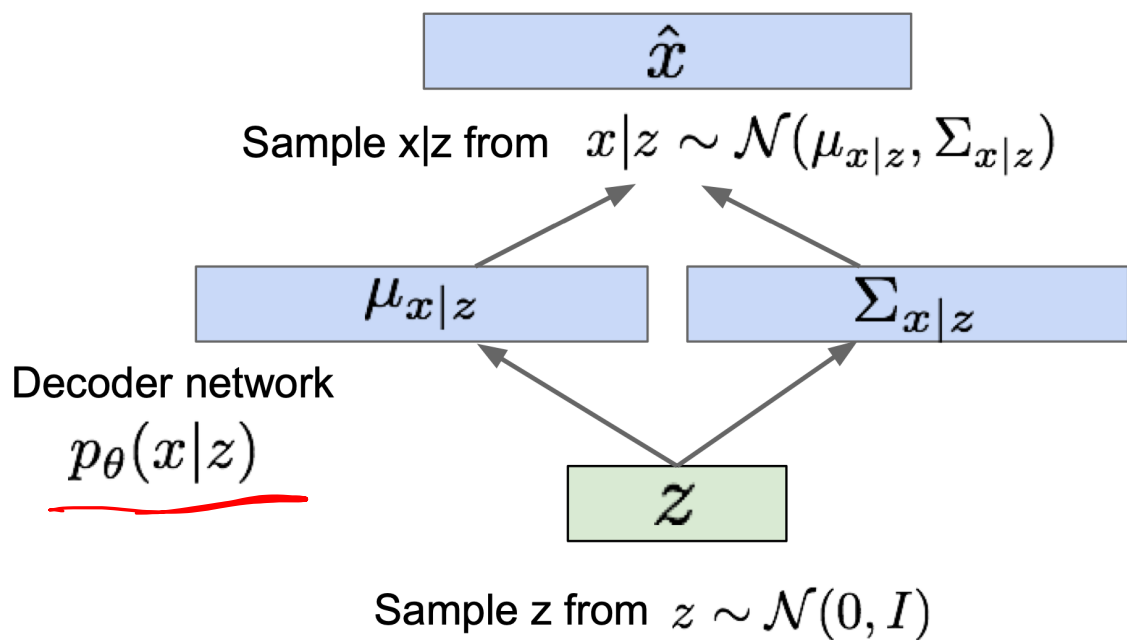 x̂
Sample x|z from x|z ∼ 𝒩(μ_{x|z}, Σ_{x|z})
μ_{x|z}
Σ_{x|z}
Decoder network
p_θ(x|z)
z
Sample z from z ∼ 𝒩(0, I)